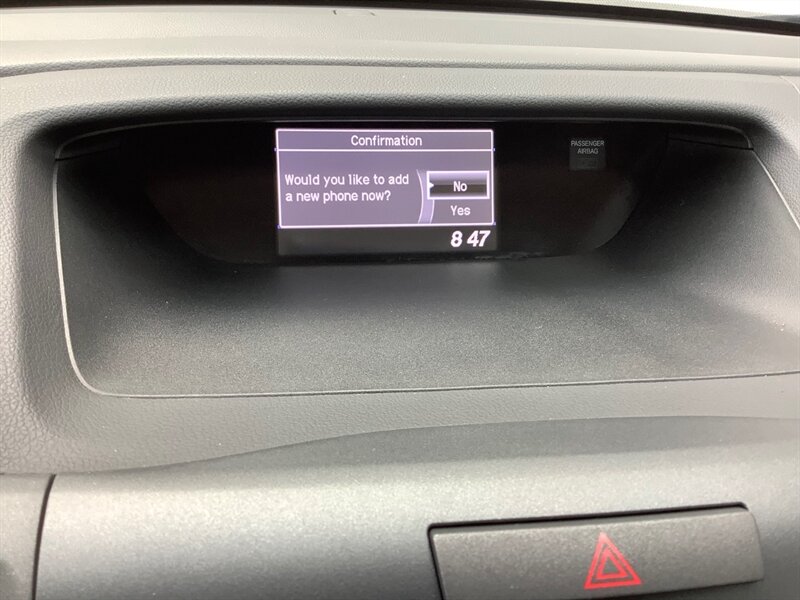 Confirmation
Would you like to add
a new phone now?
No
Yes
8 47
PASSENGER
AIRBAG